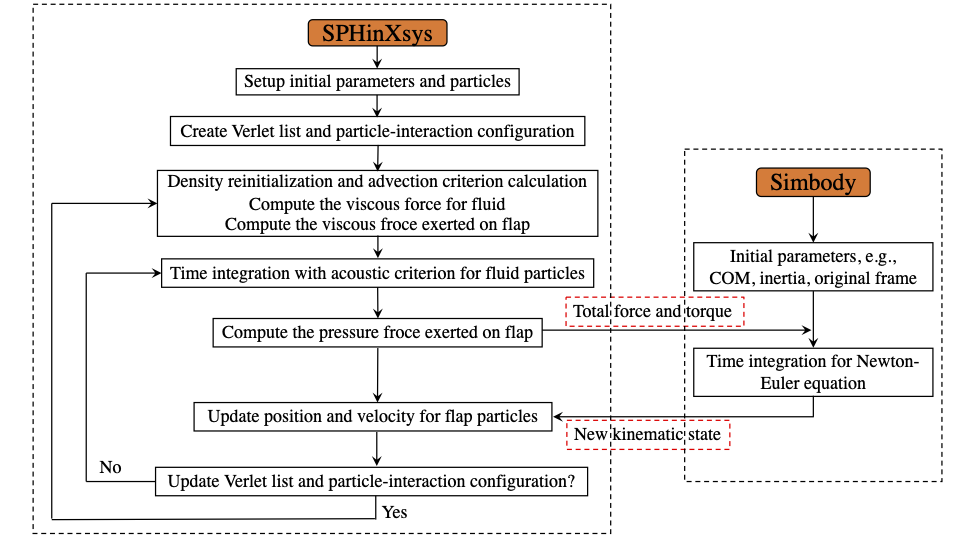 SPHinXsys
Setup initial parameters and particles
Create Verlet list and particle-interaction configuration
Density reinitialization and advection criterion calculation
Compute the viscous force for fluid
Compute the viscous froce exerted on flap
Time integration with acoustic criterion for fluid particles
Compute the pressure froce exerted on flap
Update position and velocity for flap particles
Update Verlet list and particle-interaction configuration?
No
Yes
Total force and torque
New kinematic state
Simbody
Initial parameters, e.g.,
COM, inertia, original frame
Time integration for Newton-
Euler equation